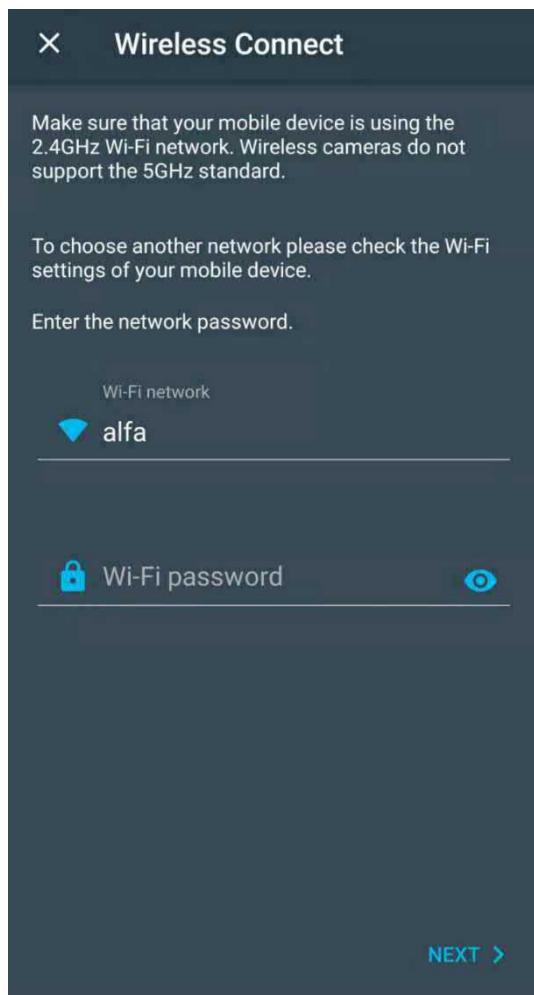 Wireless Connect
Make sure that your mobile device is using the
2.4GHz Wi-Fi network. Wireless cameras do not
support the 5GHz standard.
To choose another network please check the Wi-Fi
settings of your mobile device.
Enter the network password.
Wi-Fi network
alfa
Wi-Fi password
NEXT